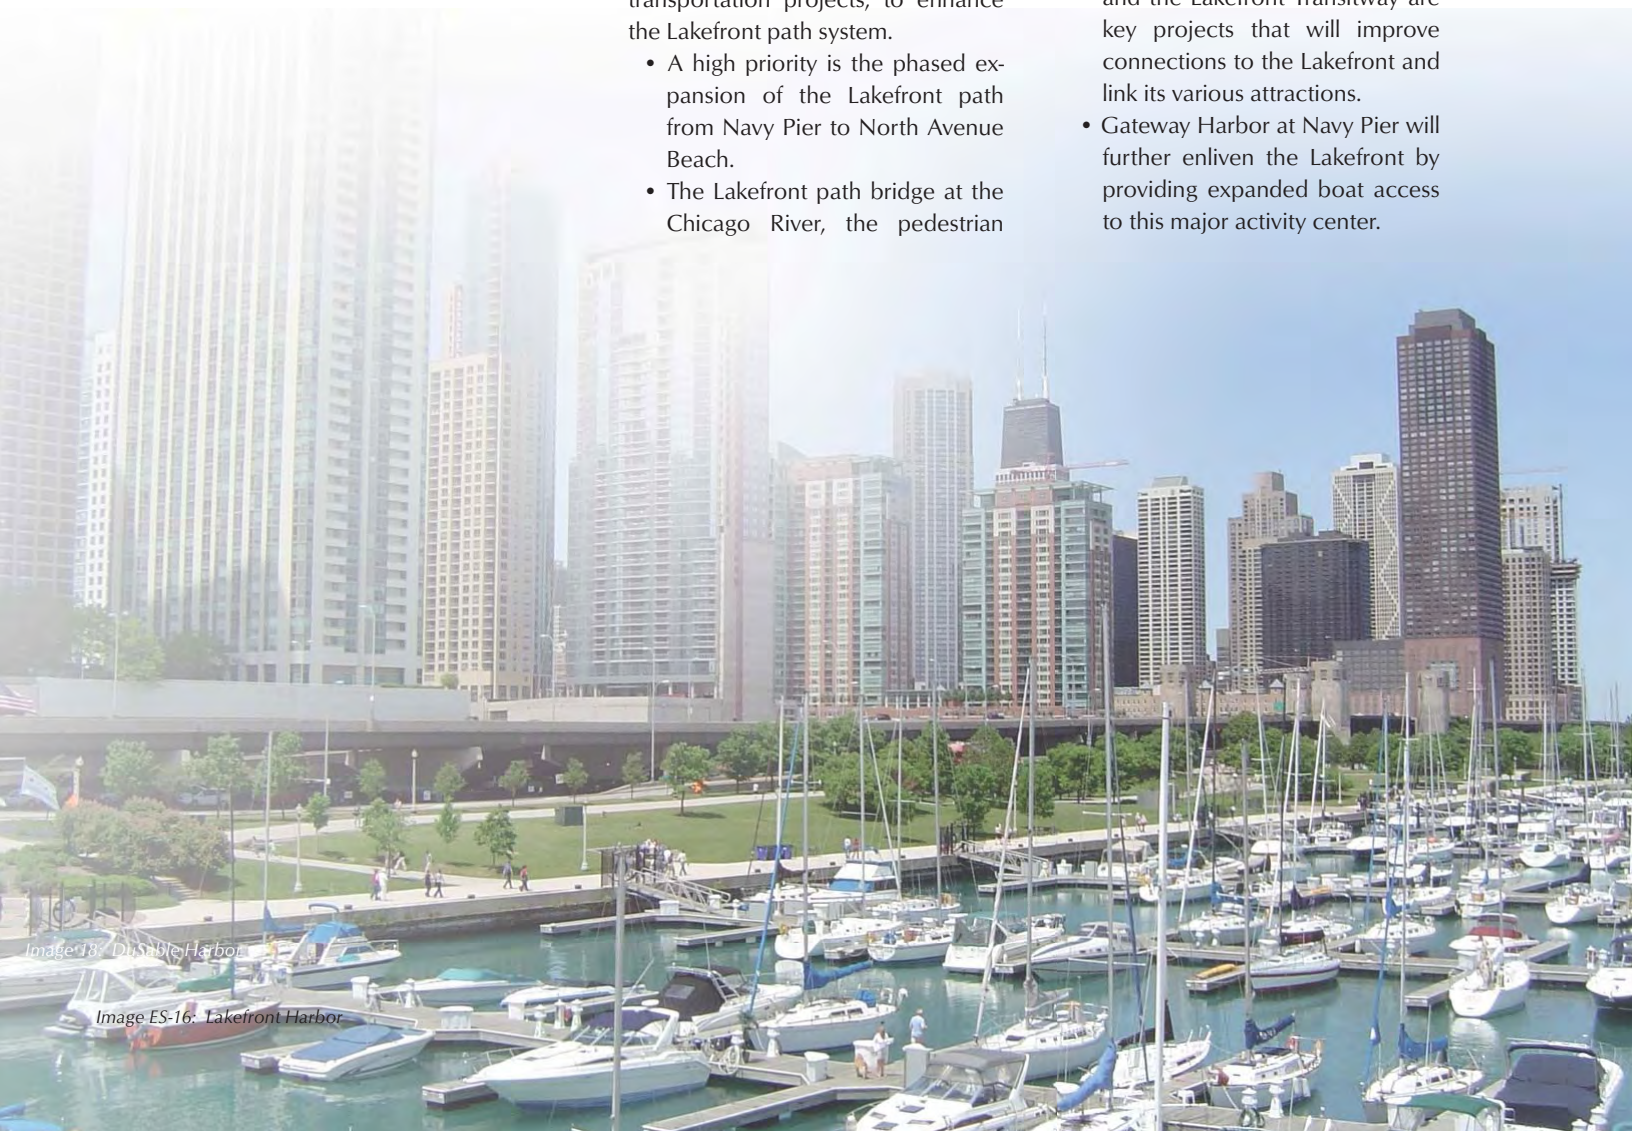 transportation projects, to enhance
the Lakefront path system.
• A high priority is the phased ex-
pansion of the Lakefront path
from Navy Pier to North Avenue
Beach.
• The Lakefront path bridge at the
Chicago River, the pedestrian
and the Lakefront Transitway are
key projects that will improve
connections to the Lakefront and
link its various attractions.
• Gateway Harbor at Navy Pier will
further enliven the Lakefront by
providing expanded boat access
to this major activity center.
Image 18: DuSable Harbor
Image ES-16: Lakefront Harbor